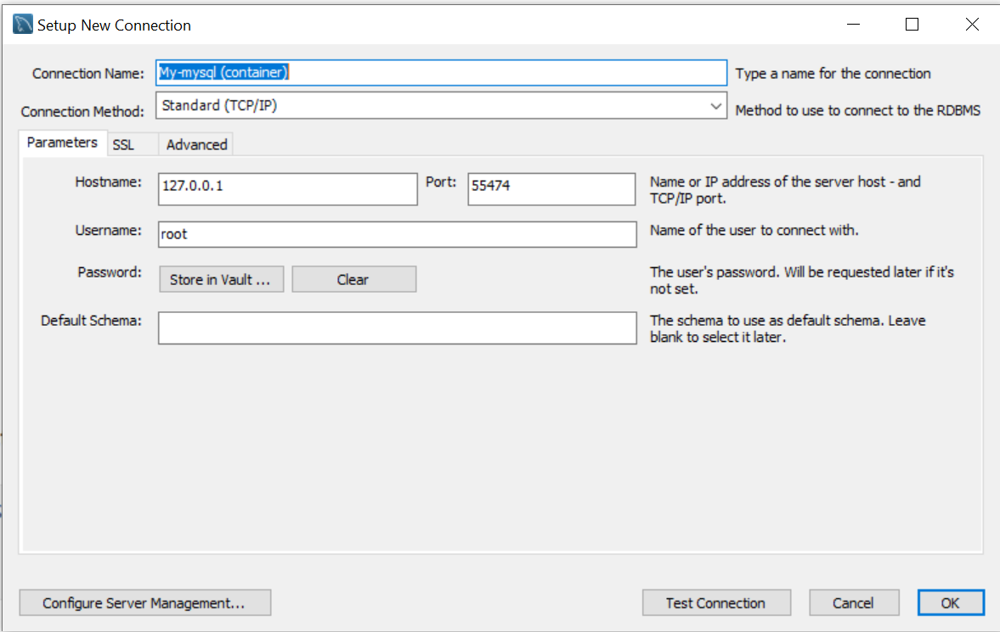 Setup New Connection
Connection Name: My-mysql (container) Type a name for the connection
Connection Method: Standard (TCP/IP) Method to use to connect to the RDBMS
Parameters SSL Advanced
Hostname: 127.0.0.1 Port: 55474 Name or IP address of the server host - and
TCP/IP port.
Username: root Name of the user to connect with.
Password: Store in Vault ... Clear The user's password. Will be requested later if it's
not set.
Default Schema: The schema to use as default schema. Leave
blank to select it later.
Configure Server Management... Test Connection Cancel OK